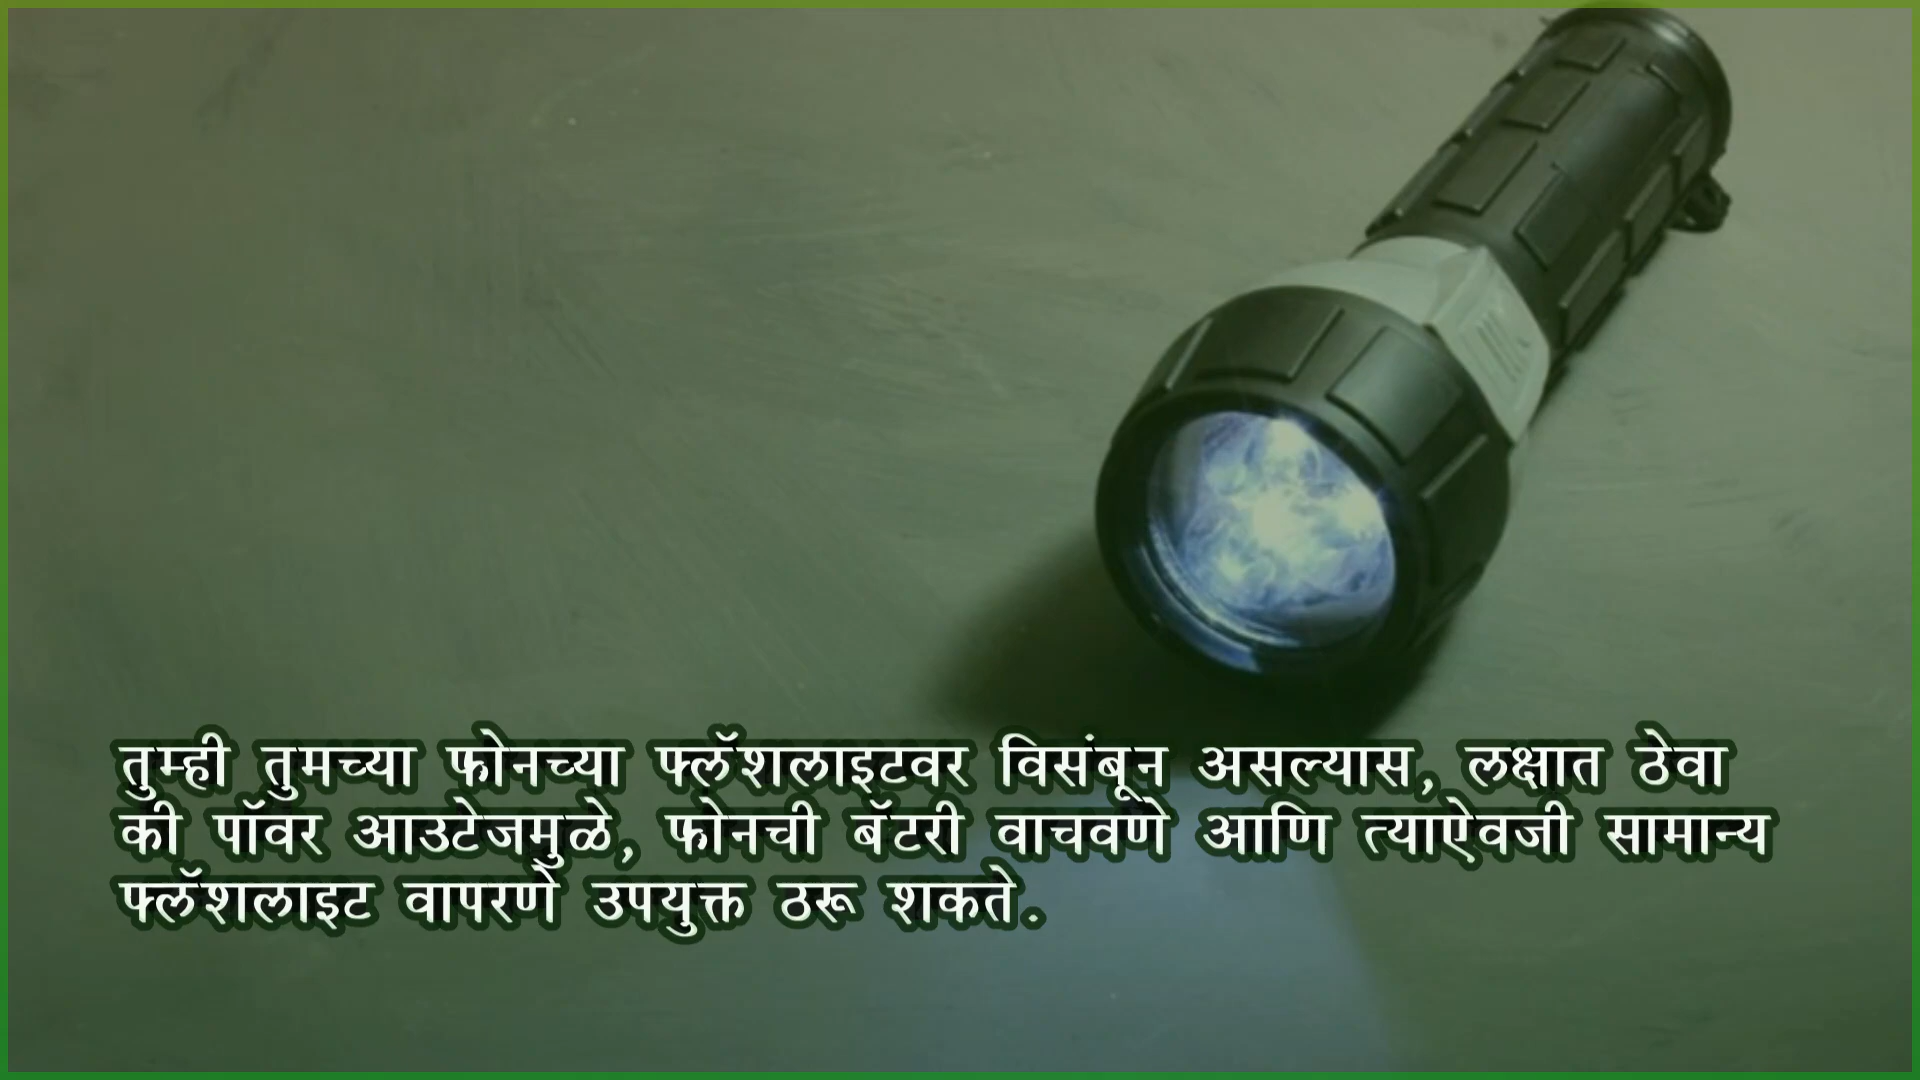 तुम्ही तुमच्या फोनच्या फ्लॅशलाइटवर विसंबून असल्यास, लक्षात ठेवा
की पॉवर आउटेजमुळे, फोनची बॅटरी वाचवणे आणि त्याऐवजी सामान्य
फ्लॅशलाइट वापरणे उपयुक्त ठरू शकते.